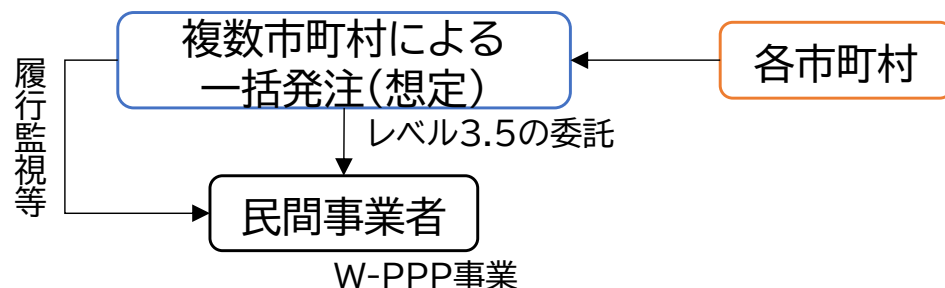 複数市町村による
一括発注(想定)
各市町村
履行監視等
レベル3.5の委託
民間事業者
W-PPP事業